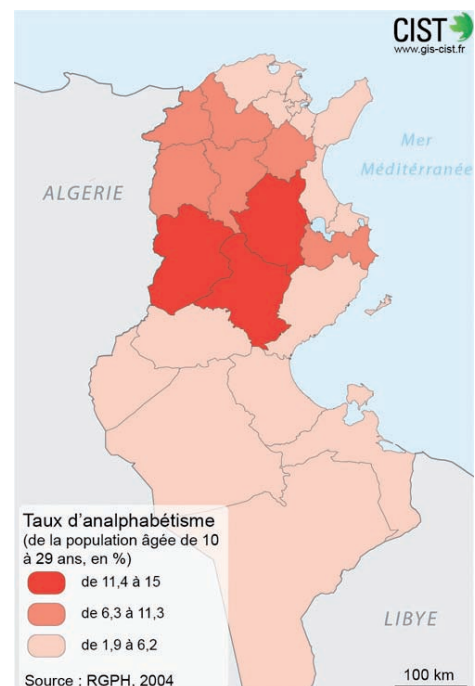 CIST
www.gis-cist.fr
Mer
Méditérranée
ALGÉRIE
Taux d'analphabétisme
(de la population âgée de 10
à 29 ans, en %)
de 11,4 à 15
de 6,3 à 11,3
de 1,9 à 6,2
Source : RGPH, 2004
LIBYE
100 km